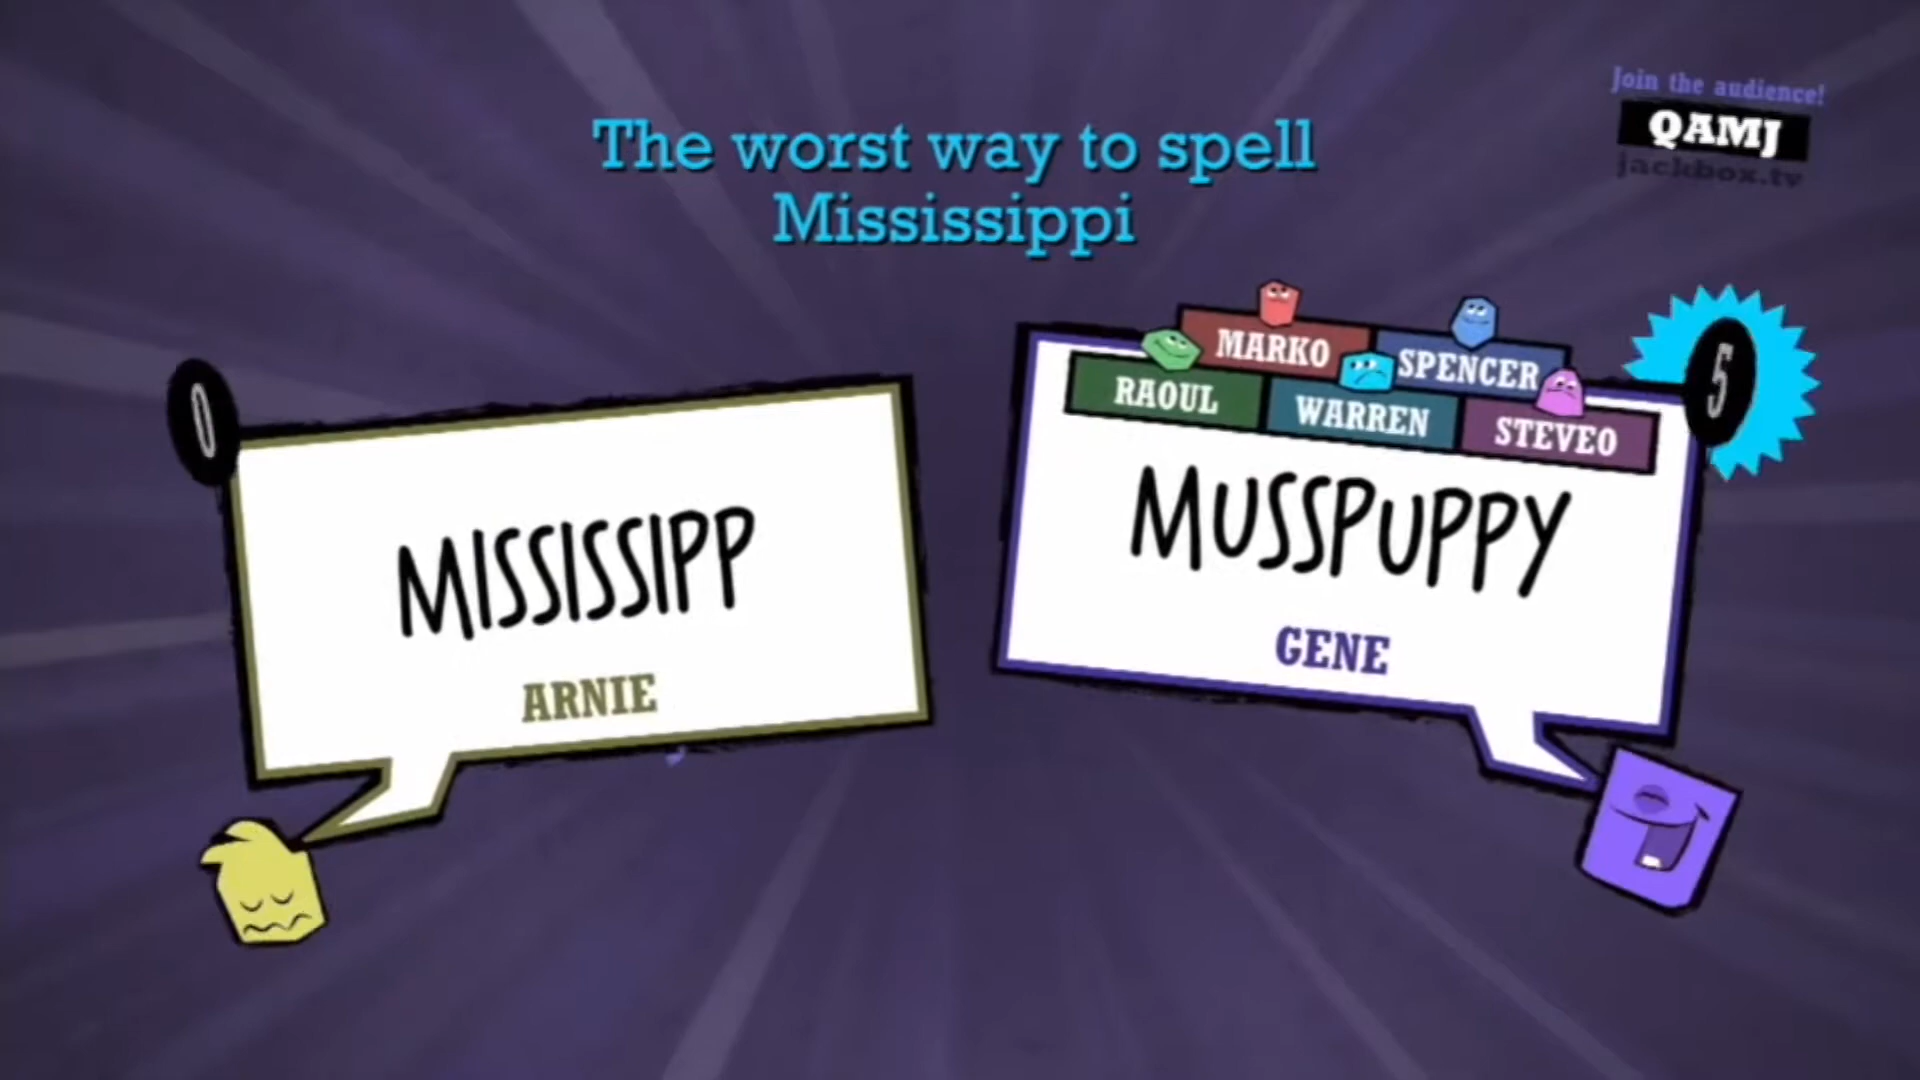 Join the audience!
QAMJ
jackbox.tv
The worst way to spell
Mississippi
0
MISSISSIPP
ARNIE
MARKO
SPENCER
RAOUL
WARREN
STEVEO
5
MUSSPUPPY
GENE